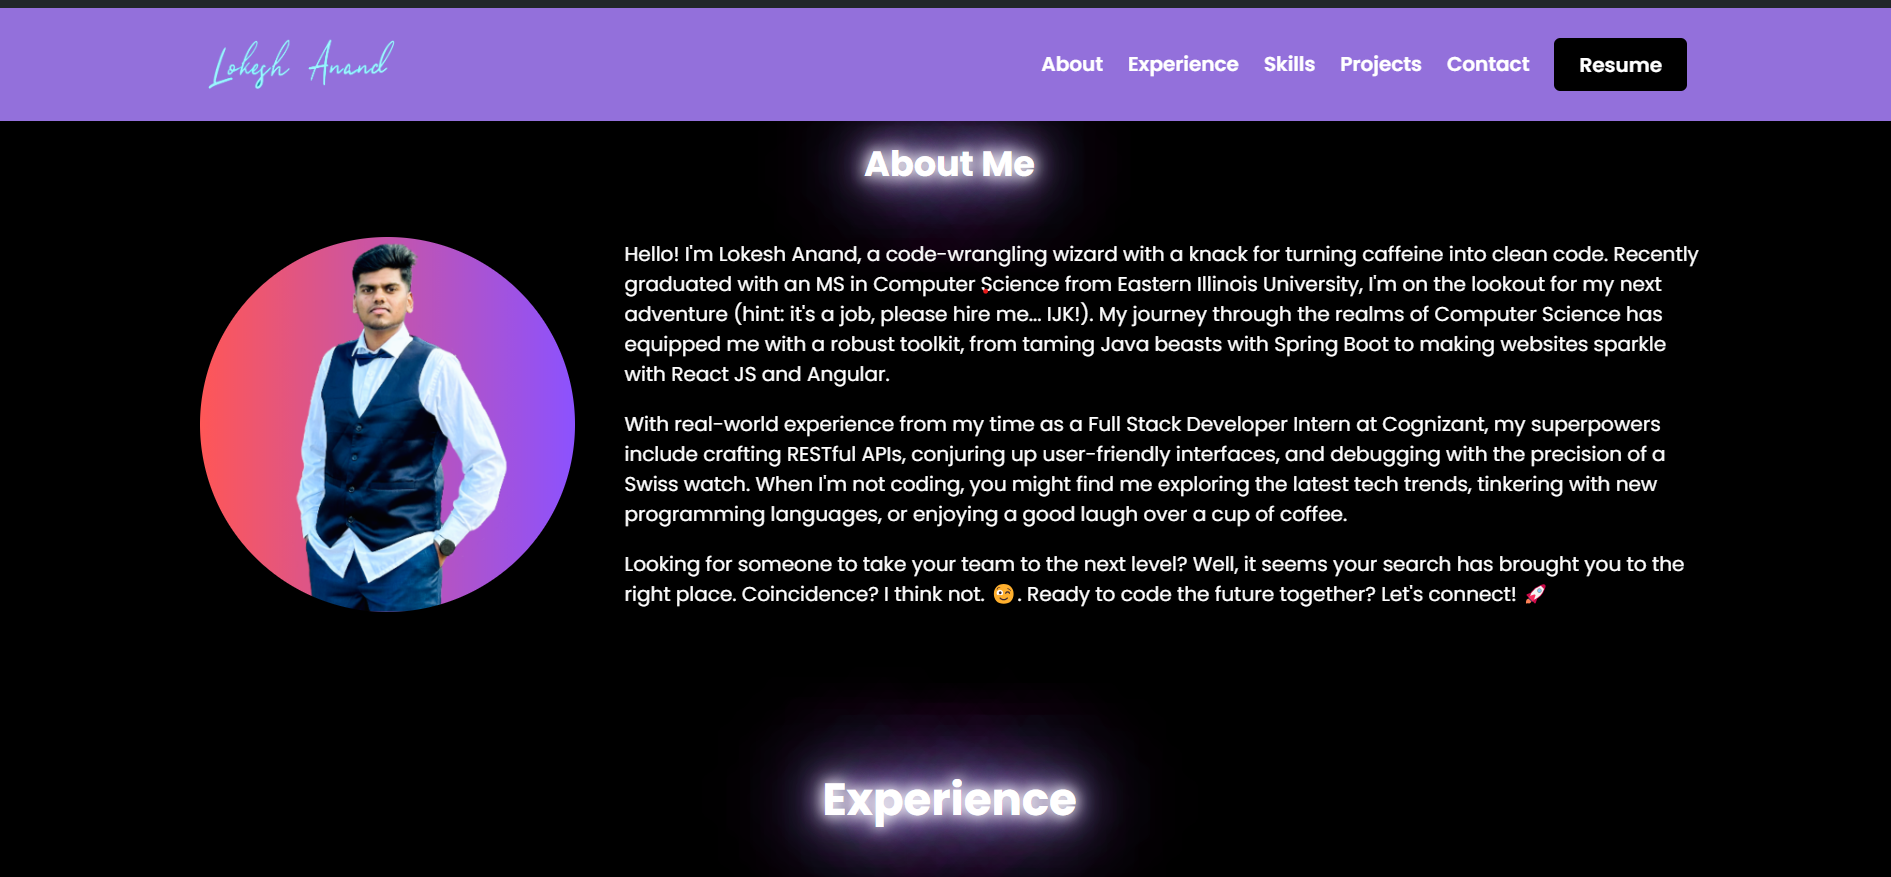 Lokesh Anand
About Experience Skills Projects Contact Resume
About Me
Hello! I'm Lokesh Anand, a code-wrangling wizard with a knack for turning caffeine into clean code. Recently
graduated with an MS in Computer Science from Eastern Illinois University, I'm on the lookout for my next
adventure (hint: it's a job, please hire me... IJK!). My journey through the realms of Computer Science has
equipped me with a robust toolkit, from taming Java beasts with Spring Boot to making websites sparkle
with React JS and Angular.
With real-world experience from my time as a Full Stack Developer Intern at Cognizant, my superpowers
include crafting RESTful APIs, conjuring up user-friendly interfaces, and debugging with the precision of a
Swiss watch. When I'm not coding, you might find me exploring the latest tech trends, tinkering with new
programming languages, or enjoying a good laugh over a cup of coffee.
Looking for someone to take your team to the next level? Well, it seems your search has brought you to the
right place. Coincidence? I think not. 😉. Ready to code the future together? Let's connect! 🚀
Experience